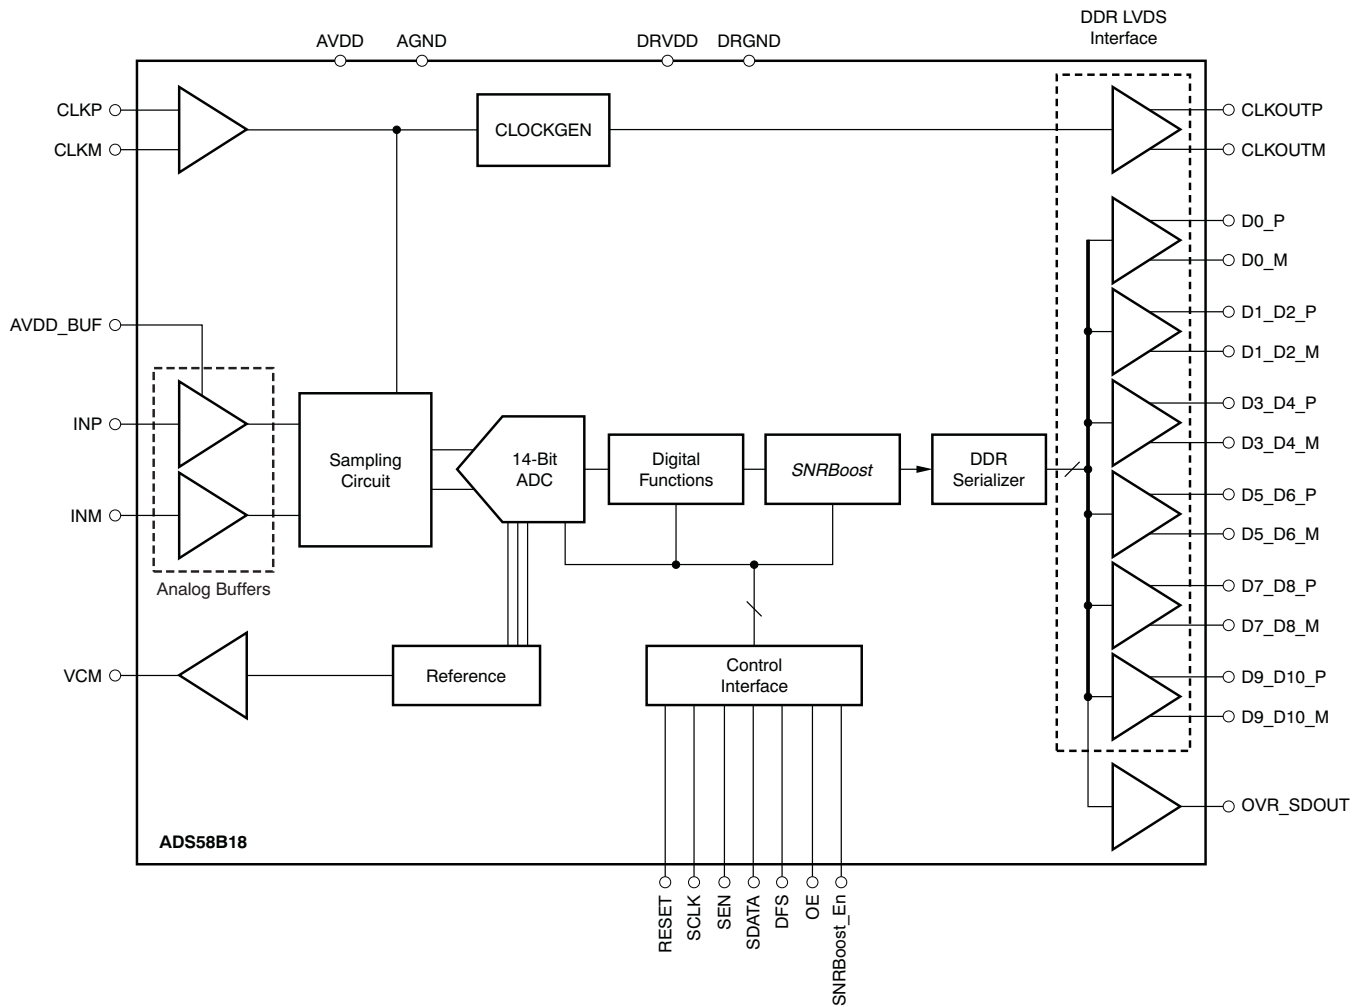 DDR LVDS
Interface
AVDD
AGND
DRVDD
DRGND
CLKP
CLKM
CLOCKGEN
CLKOUTP
CLKOUTM
D0_P
D0_M
AVDD_BUF
D1_D2_P
D1_D2_M
INP
INM
Analog Buffers
Sampling
Circuit
14-Bit
ADC
Digital
Functions
SNRBoost
DDR
Serializer
D3_D4_P
D3_D4_M
D5_D6_P
D5_D6_M
D7_D8_P
D7_D8_M
VCM
Reference
Control
Interface
D9_D10_P
D9_D10_M
OVR_SDOUT
ADS58B18
RESET
SCLK
SEN
SDATA
DFS
OE
SNRBoost_En